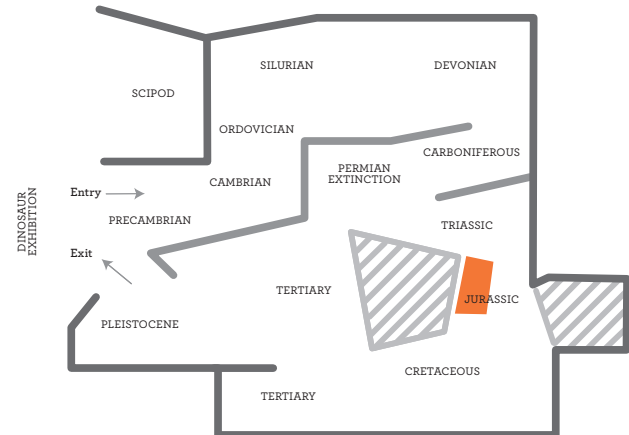 SILURIAN
DEVONIAN
SCIPOD
ORDOVICIAN
CARBONIFEROUS
PERMIAN
EXTINCTION
CAMBRIAN
DINOSAUR
EXHIBITION
Entry
PRECAMBRIAN
TRIASSIC
Exit
TERTIARY
JURASSIC
PLEISTOCENE
CRETACEOUS
TERTIARY